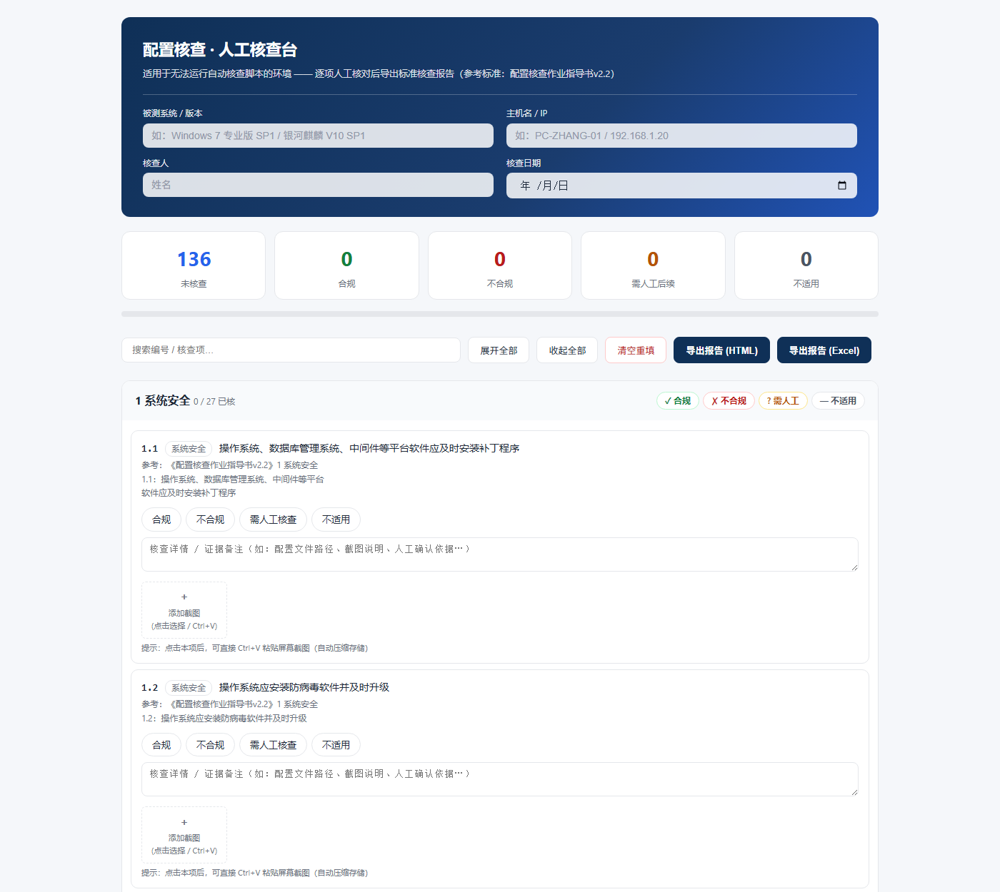 配置核查 · 人工核查台
适用于无法运行自动核查脚本的环境 —— 逐项人工核对后导出标准核查报告（参考标准：配置核查作业指导书v2.2）
被测系统 / 版本
主机名 / IP
如：Windows 7 专业版 SP1 / 银河麒麟 V10 SP1
如：PC-ZHANG-01 / 192.168.1.20
核查人
核查日期
姓名
年 /月/日
136
未核查
0
合规
0
不合规
0
需人工后续
0
不适用
搜索编号 / 核查项...
展开全部
收起全部
清空重填
导出报告 (HTML)
导出报告 (Excel)
1 系统安全 0 / 27 已核
✓ 合规
✗ 不合规
? 需人工
— 不适用
1.1 系统安全 操作系统、数据库管理系统、中间件等平台软件应及时安装补丁程序
参考：《配置核查作业指导书v2.2》1 系统安全
1.1：操作系统、数据库管理系统、中间件等平台
软件应及时安装补丁程序
合规
不合规
需人工核查
不适用
核查详情 / 证据备注（如：配置文件路径、截图说明、人工确认依据…）
+
添加截图
(点击选择 / Ctrl+V)
提示：点击本项后，可直接 Ctrl+V 粘贴屏幕截图（自动压缩存储）
1.2 系统安全 操作系统应安装防病毒软件并及时升级
参考：《配置核查作业指导书v2.2》1 系统安全
1.2：操作系统应安装防病毒软件并及时升级
合规
不合规
需人工核查
不适用
核查详情 / 证据备注（如：配置文件路径、截图说明、人工确认依据…）
+
添加截图
(点击选择 / Ctrl+V)
提示：点击本项后，可直接 Ctrl+V 粘贴屏幕截图（自动压缩存储）